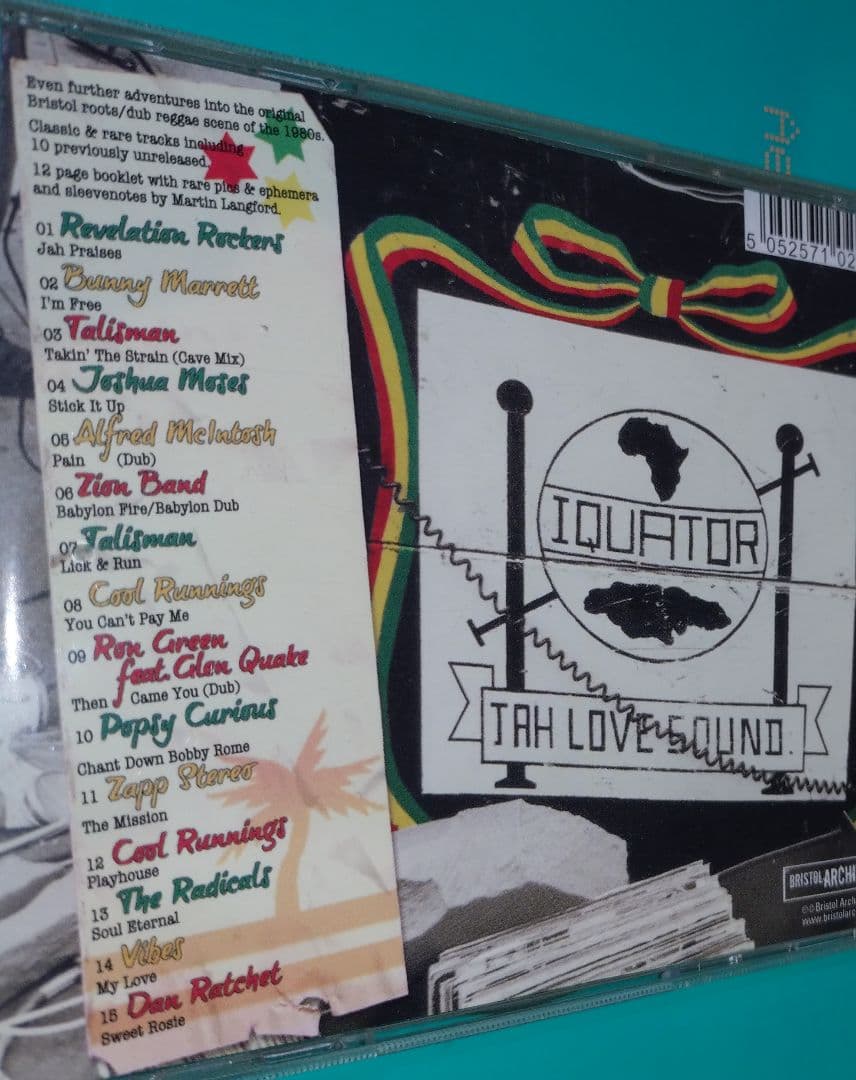 Even further adventures into the original
Bristol roots/dub reggae scene of the 1980s.
Classic & rare tracks including
10 previously unreleased.
12 page booklet with rare pics & ephemera
and sleevenotes by Martin Langford.
01 Revelation Rockers
Jah Praises
02 Bunny Marrett
I'm Free
03 Talisman
Takin' The Strain (Cave Mix)
04 Joshua Moses
Stick It Up
05 Alfred McIntosh
Pain (Dub)
06 Zion Band
Babylon Fire/Babylon Dub
07 Talisman
Lick & Run
08 Cool Runnings
You Can't Pay Me
09 Ron Green
feat. Glen Quake
Then Came You (Dub)
10 Popsy Curious
Chant Down Bobby Rome
11 Zapp Stereo
The Mission
12 Cool Runnings
Playhouse
13 The Radicals
Soul Eternal
14 Vibes
My Love
15 Dan Ratchet
Sweet Rosie
5 052571 02
IQUATOR
JAH LOVE SOUND.
BRISTOL ARCHI
℗© Bristol Arch
www.bristolarc